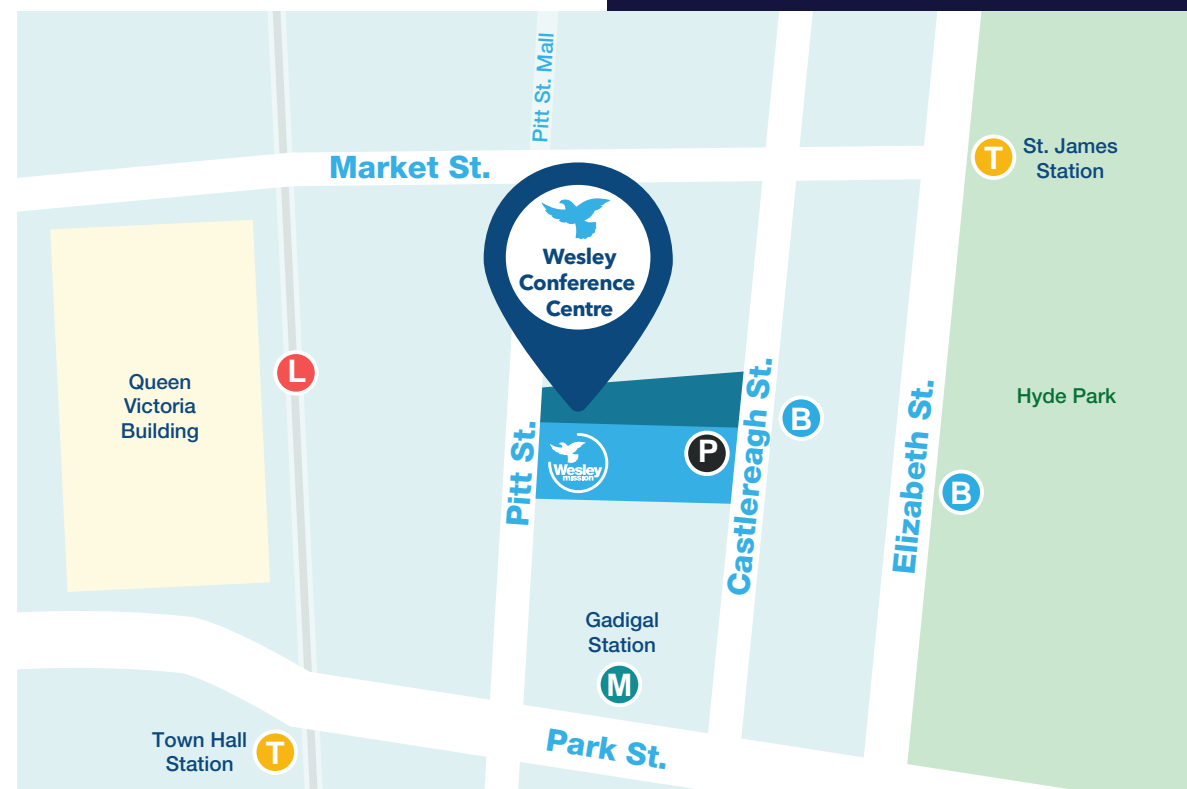 Pitt St. Mall
Market St.
T
St. James
Station
Wesley
Conference
Centre
L
Queen
Victoria
Building
Hyde Park
B
P
Wesley
mission
Pitt St.
Castlereagh St.
Elizabeth St.
B
Gadigal
Station
M
Town Hall
Station
T
Park St.